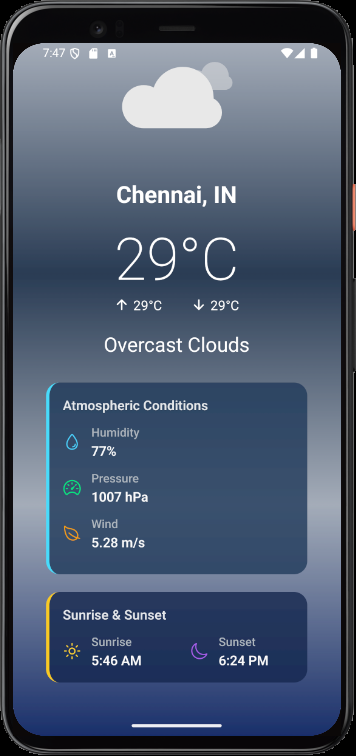 7:47
Chennai, IN
29°C
29°C 29°C
Overcast Clouds
Atmospheric Conditions
Humidity
77%
Pressure
1007 hPa
Wind
5.28 m/s
Sunrise & Sunset
Sunrise Sunset
5:46 AM 6:24 PM